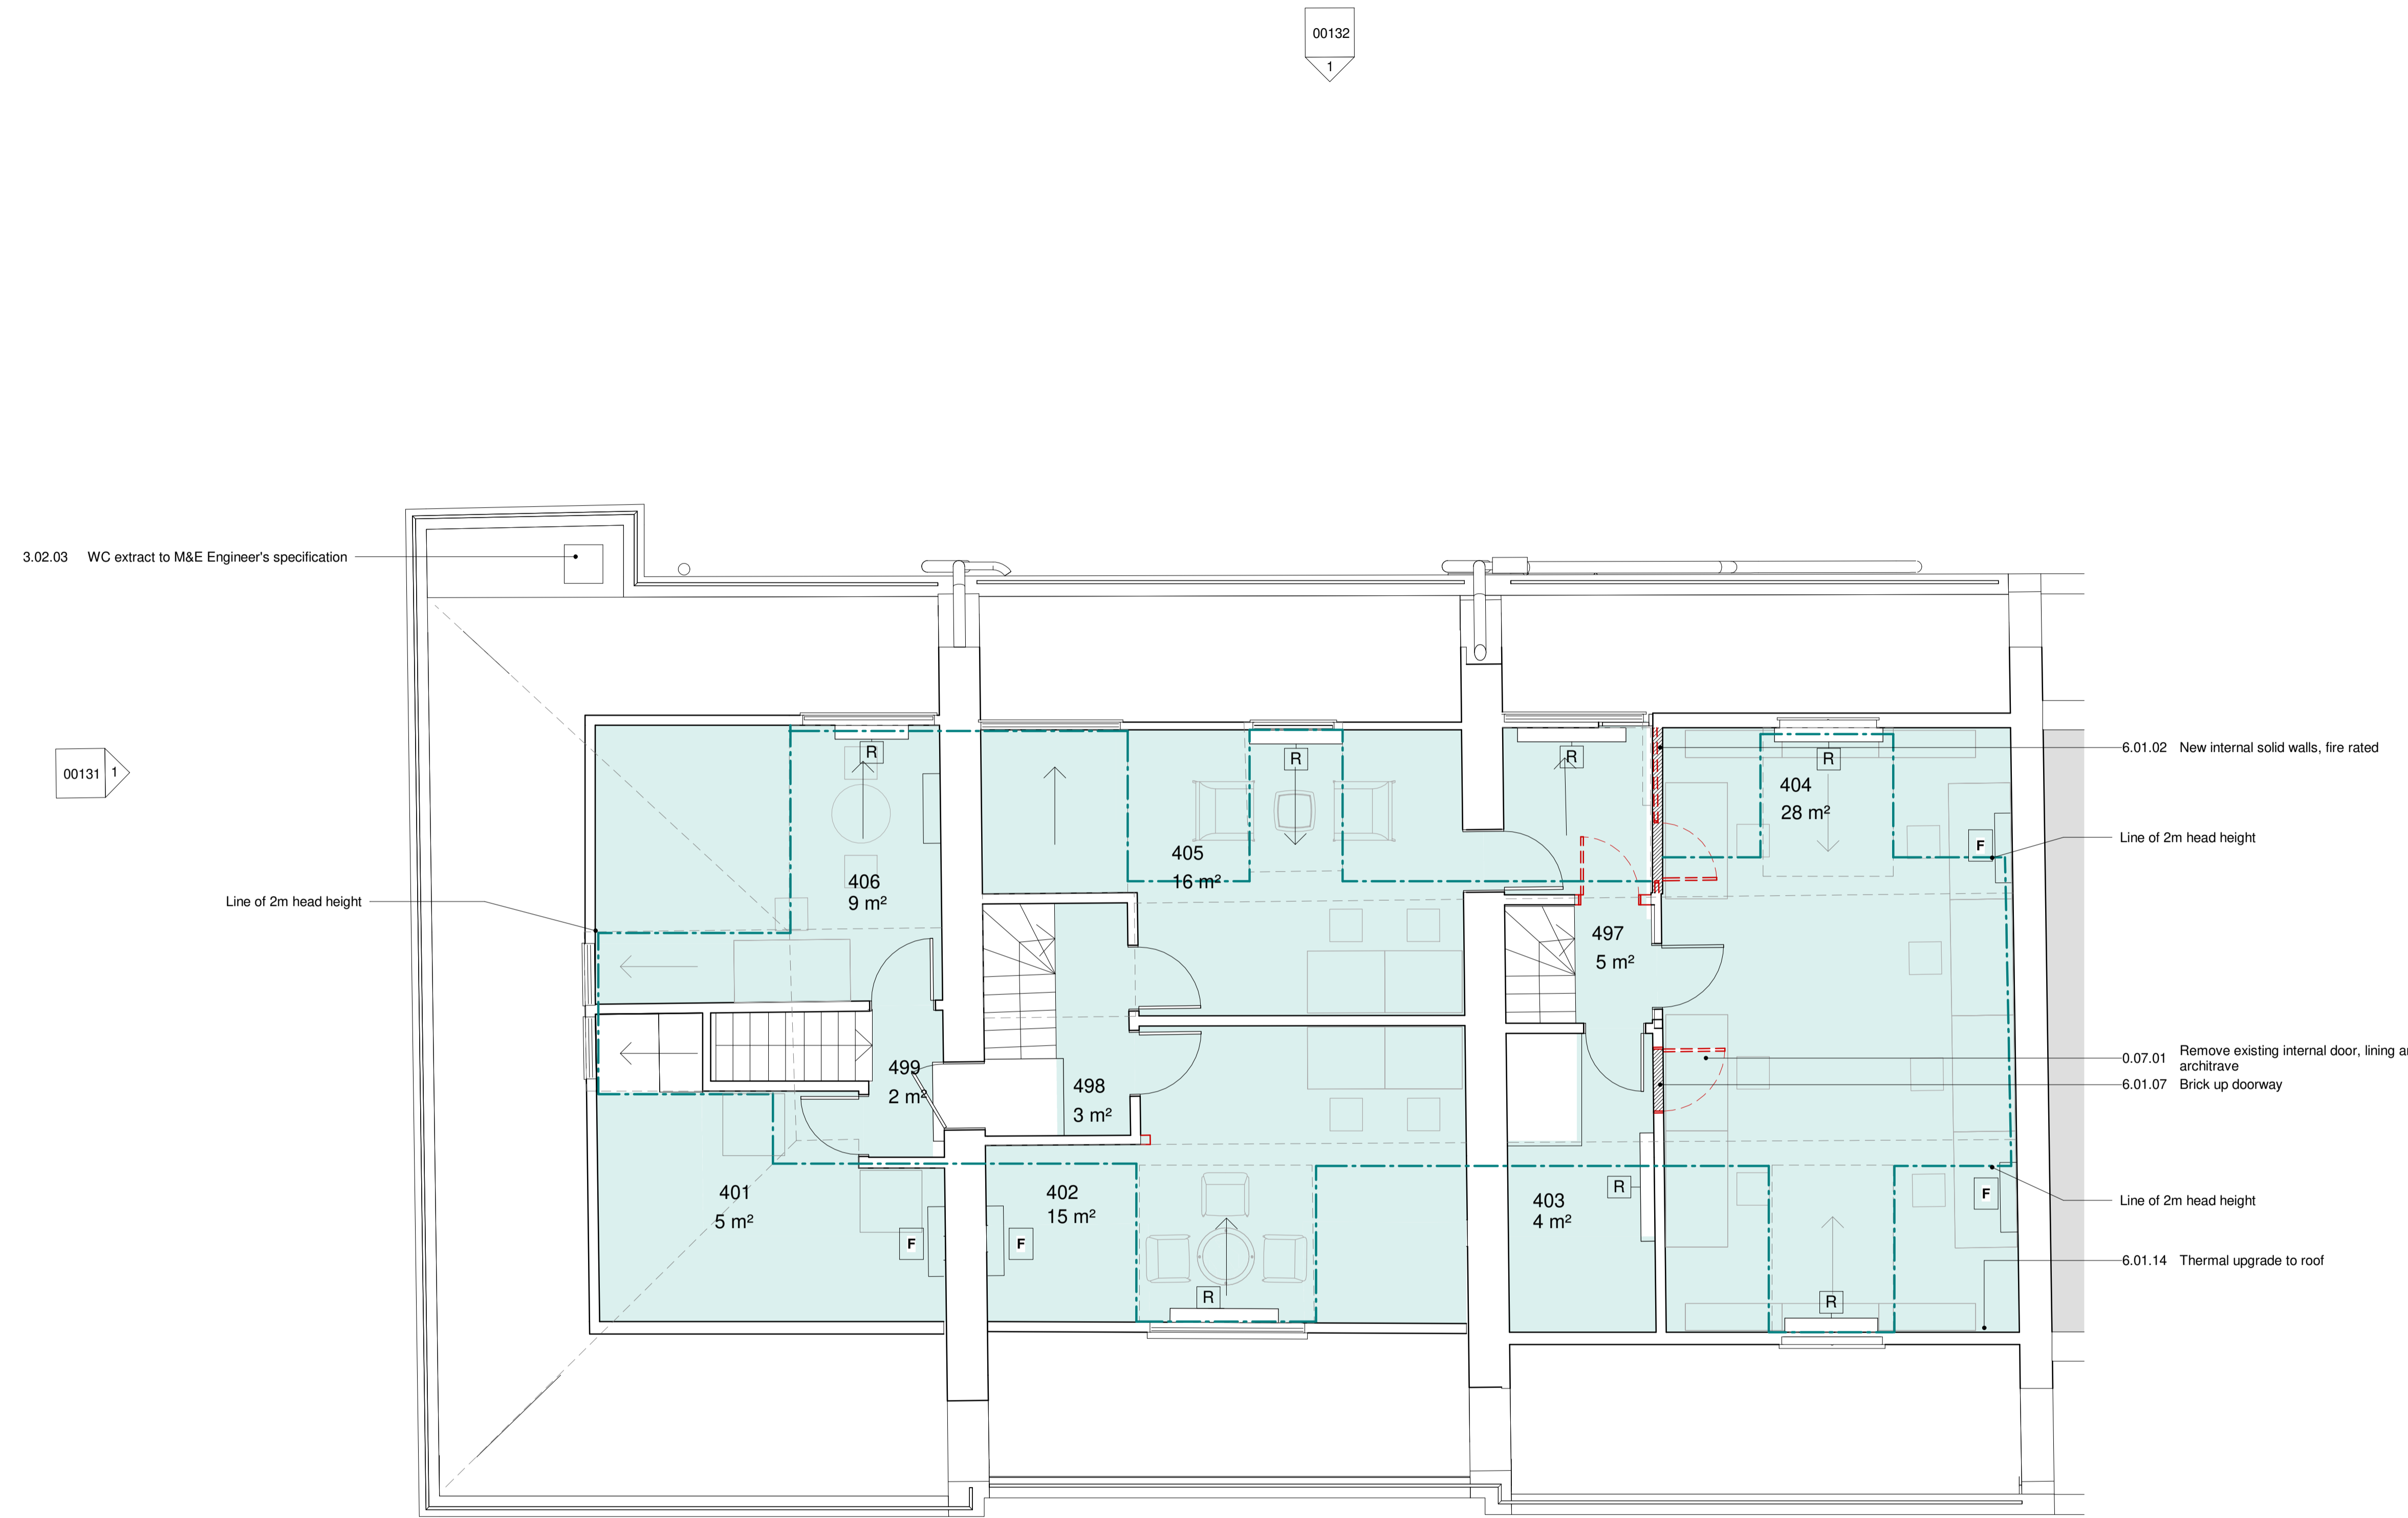 00132
1
3.02.03 WC extract to M&E Engineer's specification
R
R
R
6.01.02 New internal solid walls, fire rated
00131 1
R
404
28 m²
Line of 2m head height
F
405
16 m²
406
9 m²
Line of 2m head height
497
5 m²
0.07.01 Remove existing internal door, lining
architrave
499
2 m²
498
3 m²
6.01.07 Brick up doorway
401
5 m²
402
15 m²
R
403
4 m²
F
Line of 2m head height
F
F
6.01.14 Thermal upgrade to roof
R
R